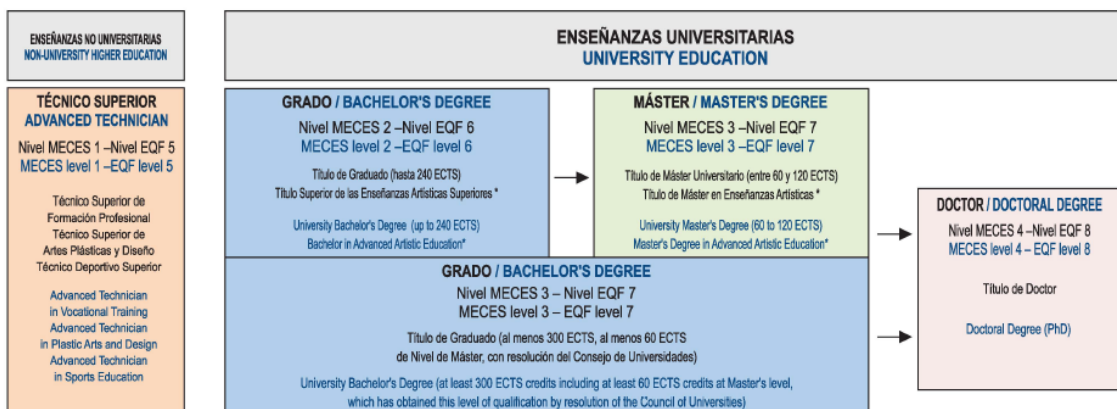 ENSEÑANZAS NO UNIVERSITARIAS
NON-UNIVERSITY HIGHER EDUCATION
ENSEÑANZAS UNIVERSITARIAS
UNIVERSITY EDUCATION
TÉCNICO SUPERIOR
ADVANCED TECHNICIAN
Nivel MECES 1 –Nivel EQF 5
MECES level 1 –EQF level 5
Técnico Superior de
Formación Profesional
Técnico Superior de
Artes Plásticas y Diseño
Técnico Deportivo Superior
Advanced Technician
in Vocational Training
Advanced Technician
in Plastic Arts and Design
Advanced Technician
in Sports Education
GRADO / BACHELOR'S DEGREE
Nivel MECES 2 –Nivel EQF 6
MECES level 2 –EQF level 6
Título de Graduado (hasta 240 ECTS)
Título Superior de las Enseñanzas Artísticas Superiores *
University Bachelor's Degree (up to 240 ECTS)
Bachelor in Advanced Artistic Education*
MÁSTER / MASTER'S DEGREE
Nivel MECES 3 –Nivel EQF 7
MECES level 3 –EQF level 7
Título de Máster Universitario (entre 60 y 120 ECTS)
Título de Máster en Enseñanzas Artísticas *
University Master's Degree (60 to 120 ECTS)
Master's Degree in Advanced Artistic Education*
GRADO / BACHELOR'S DEGREE
Nivel MECES 3 – Nivel EQF 7
MECES level 3 – EQF level 7
Título de Graduado (al menos 300 ECTS, al menos 60 ECTS
de Nivel de Máster, con resolución del Consejo de Universidades)
University Bachelor's Degree (at least 300 ECTS credits including at least 60 ECTS credits at Master's level,
which has obtained this level of qualification by resolution of the Council of Universities)
DOCTOR / DOCTORAL DEGREE
Nivel MECES 4 –Nivel EQF 8
MECES level 4 – EQF level 8
Título de Doctor
Doctoral Degree (PhD)